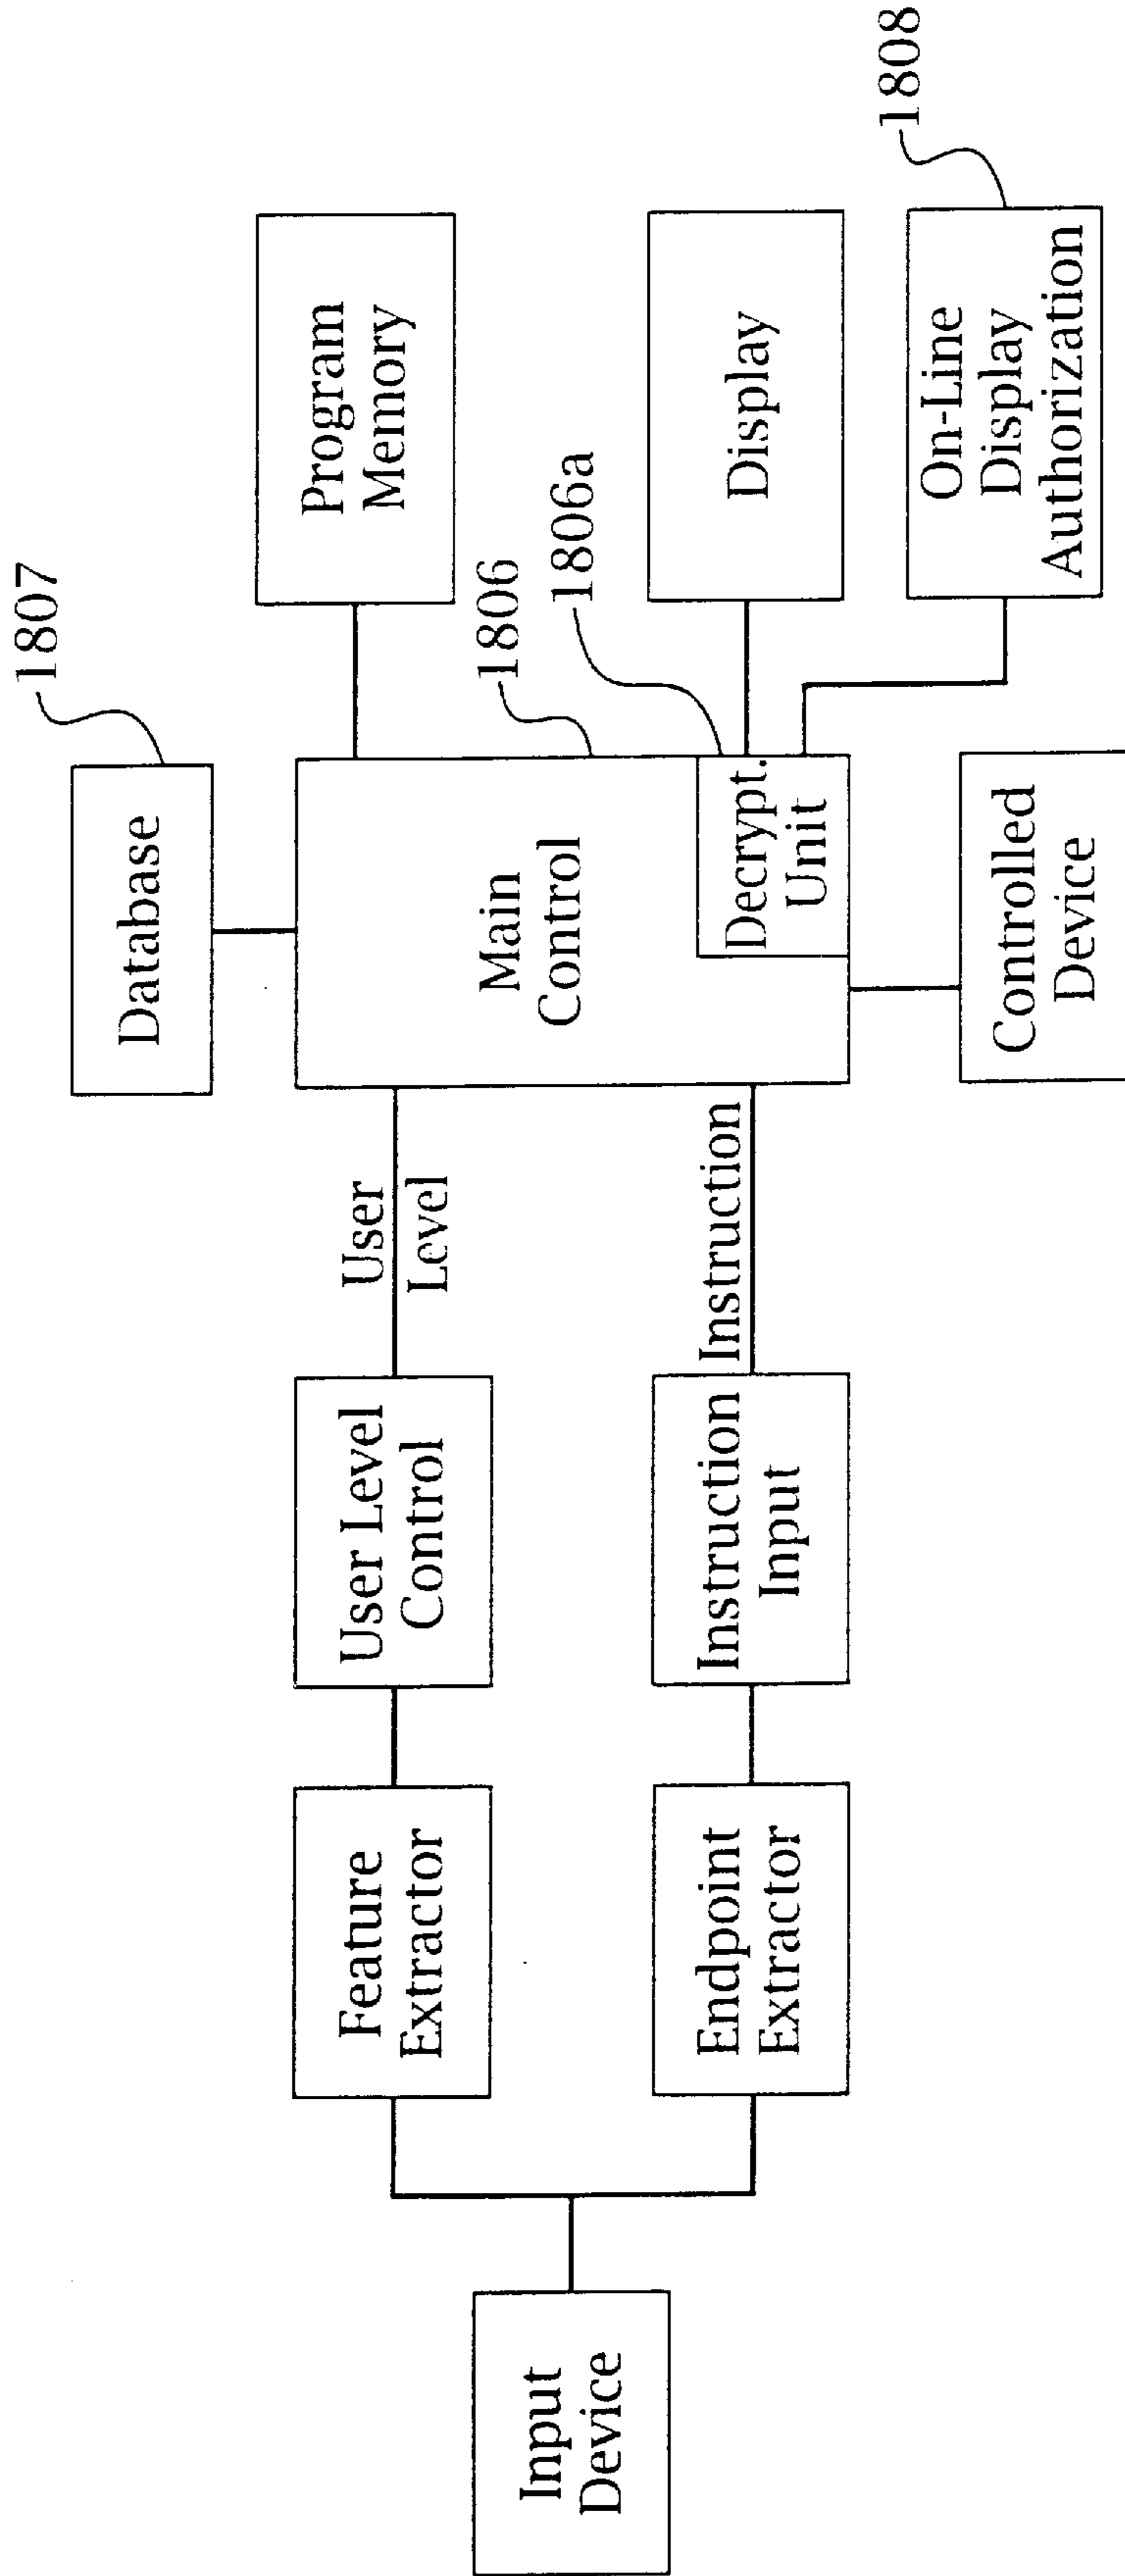 Input
Device
Feature
Extractor
Endpoint
Extractor
User Level
Control
Instruction
Input
User
Level
Instruction
Database
1807
Main
Control
1806
Decrypt.
Unit
1806a
Controlled
Device
Program
Memory
Display
On-Line
Display
Authorization
1808